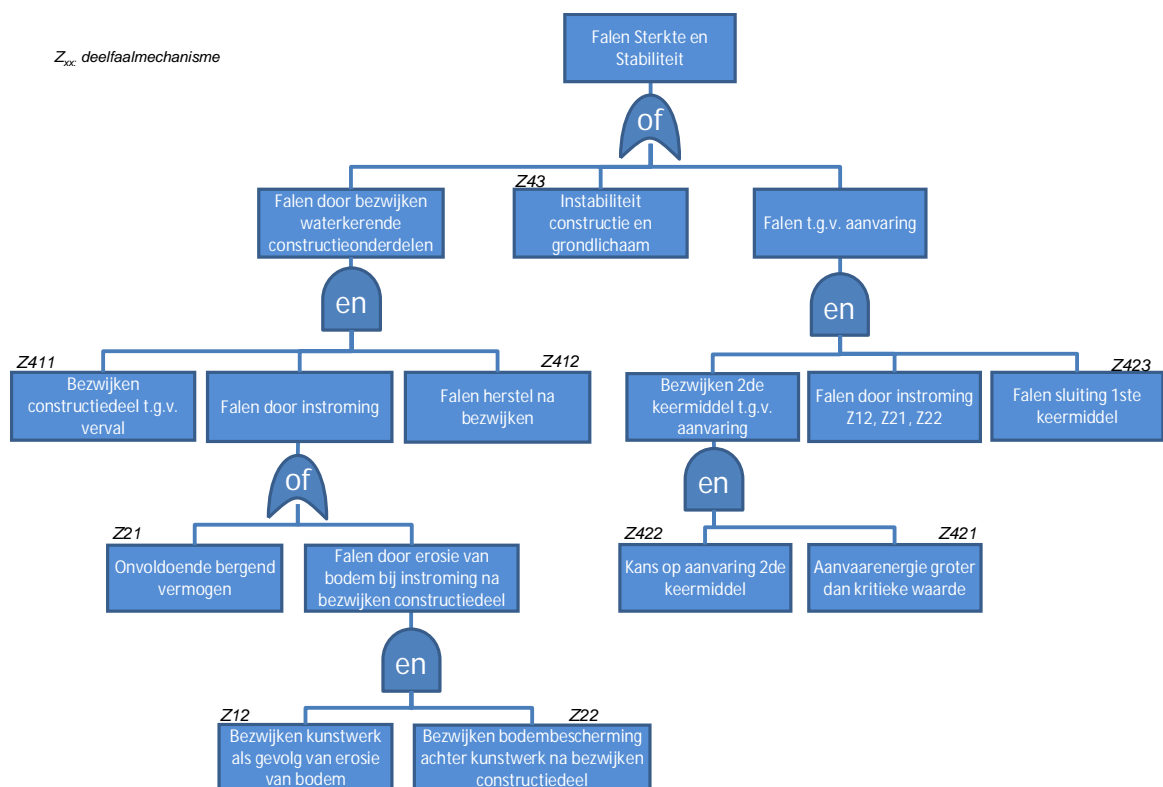 Zxx: deelfaalmechanisme
Falen Sterkte en
Stabiliteit
of
Falen door bezwijken
waterkerende
constructieonderdelen
Z43
Instabiliteit
constructie en
grondlichaam
Falen t.g.v. aanvaring
en
en
Z411
Bezwijken
constructiedeel t.g.v.
verval
Falen door instroming
Z412
Falen herstel na
bezwijken
Bezwijken 2de
keermiddel t.g.v.
aanvaring
Falen door instroming
Z12, Z21, Z22
Z423
Falen sluiting 1ste
keermiddel
of
en
Z21
Onvoldoende bergend
vermogen
Falen door erosie van
bodem bij instroming na
bezwijken constructiedeel
Z422
Kans op aanvaring 2de
keermiddel
Z421
Aanvaarenergie groter
dan kritieke waarde
en
Z12
Bezwijken kunstwerk
als gevolg van erosie
van bodem
Z22
Bezwijken bodembescherming
achter kunstwerk na bezwijken
constructiedeel